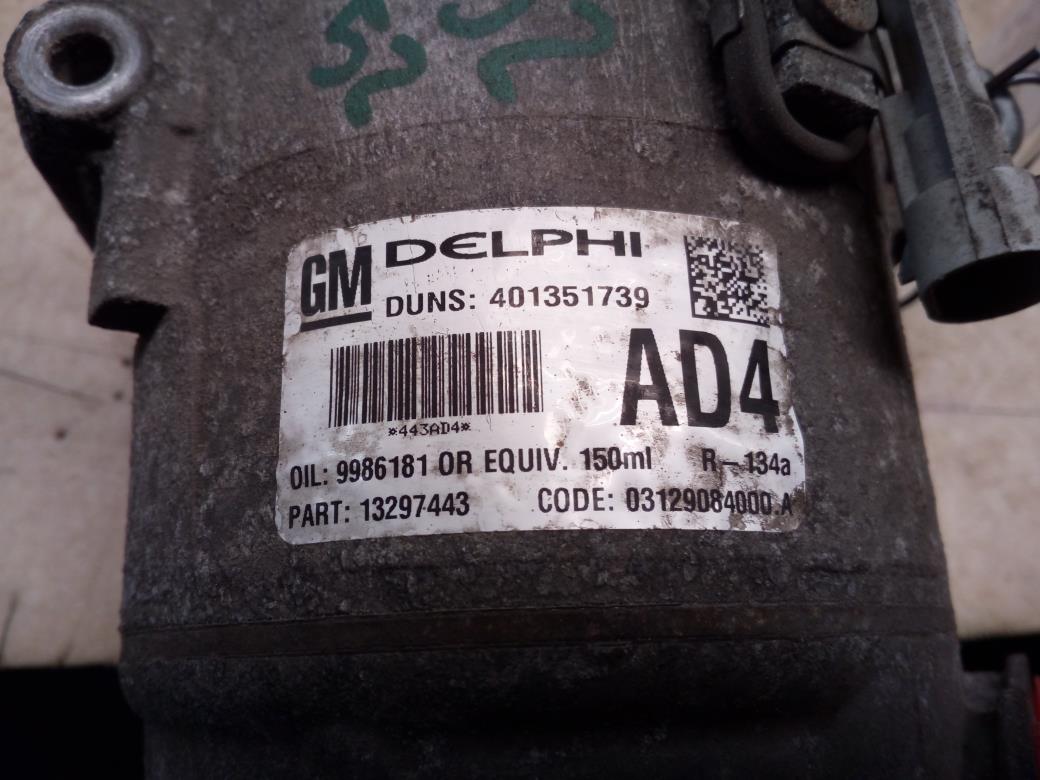 GM DELPHI
DUNS: 401351739
AD4
*443AD4*
OIL: 9986181 OR EQUIV. 150ml R-134a
PART: 13297443 CODE: 03129084000.A